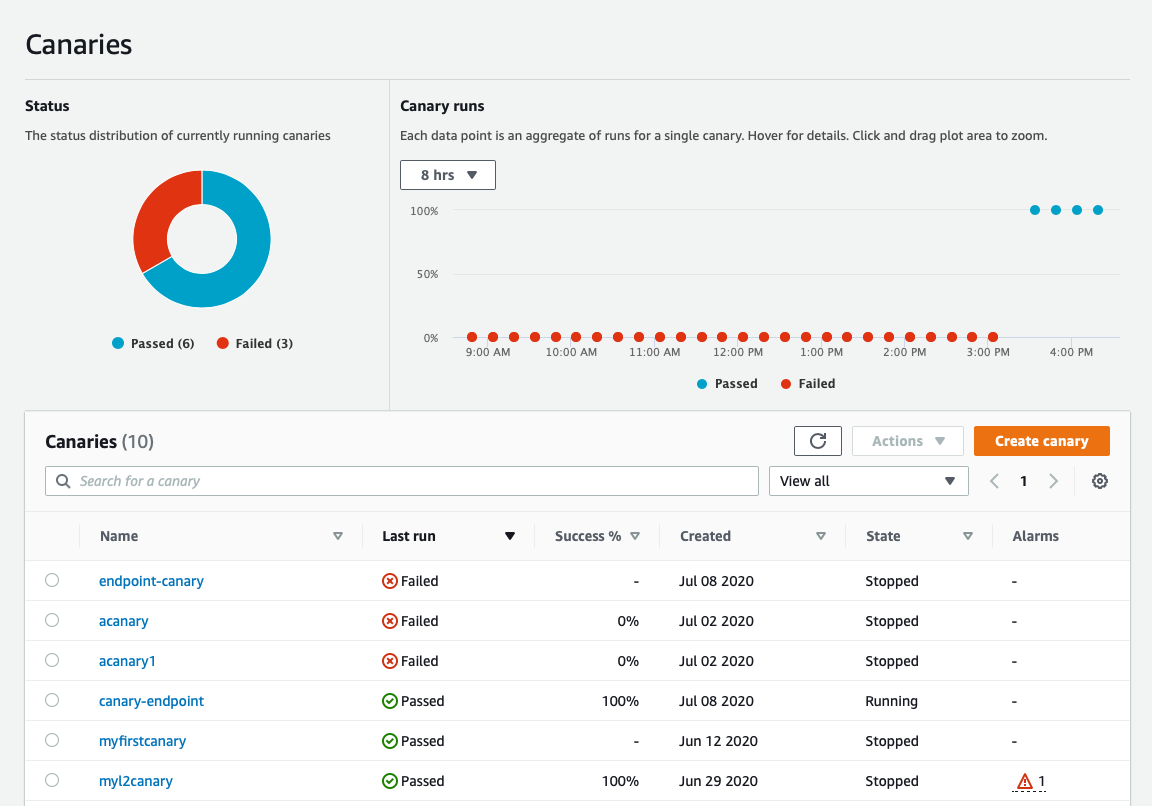 Canaries
Status
The status distribution of currently running canaries
Passed (6) Failed (3)
Canary runs
Each data point is an aggregate of runs for a single canary. Hover for details. Click and drag plot area to zoom.
8 hrs
100%
50%
0%
9:00 AM 10:00 AM 11:00 AM 12:00 PM 1:00 PM 2:00 PM 3:00 PM 4:00 PM
Passed Failed
Canaries (10) Actions Create canary
Search for a canary View all 1
Name Last run Success % Created State Alarms
endpoint-canary Failed - Jul 08 2020 Stopped -
acanary Failed 0% Jul 02 2020 Stopped -
acanary1 Failed 0% Jul 02 2020 Stopped -
canary-endpoint Passed 100% Jul 08 2020 Running -
myfirstcanary Passed - Jun 12 2020 Stopped -
myl2canary Passed 100% Jun 29 2020 Stopped 1